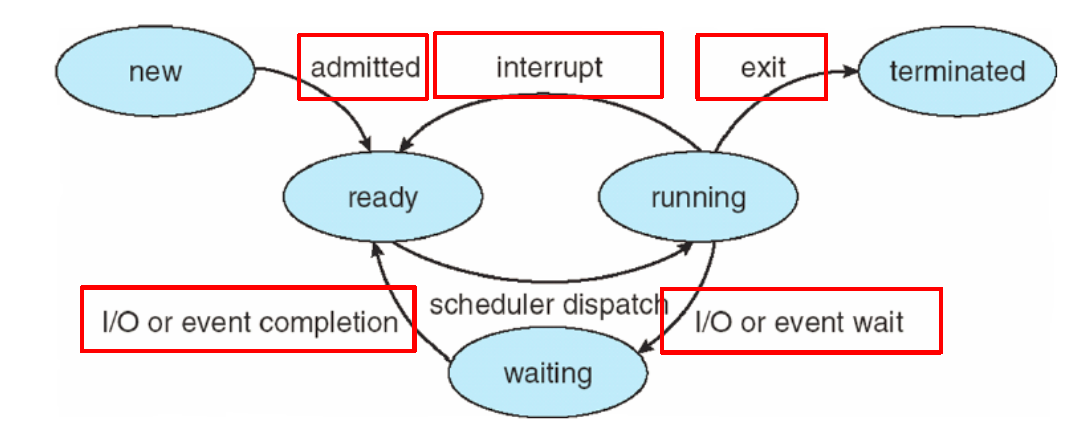 new
admitted
interrupt
exit
terminated
ready
running
I/O or event completion
scheduler dispatch
I/O or event wait
waiting